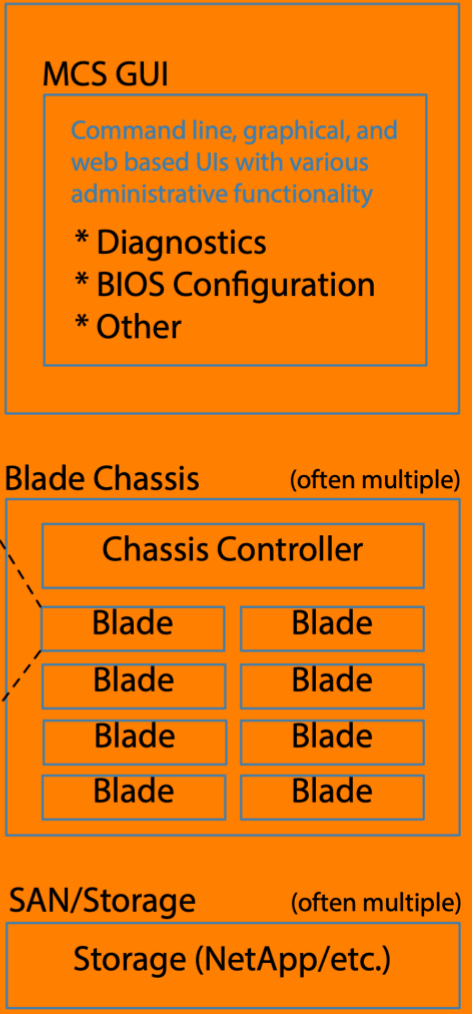 MCS GUI
Command line, graphical, and
web based UIs with various
administrative functionality
* Diagnostics
* BIOS Configuration
* Other
Blade Chassis (often multiple)
Chassis Controller
Blade Blade
Blade Blade
Blade Blade
Blade Blade
SAN/Storage (often multiple)
Storage (NetApp/etc.)